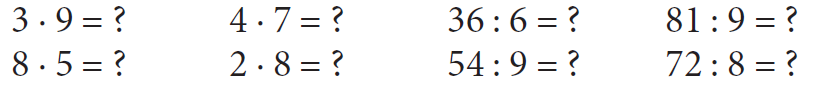 3 · 9 = ? 4 · 7 = ? 36 : 6 = ? 81 : 9 = ?
8 · 5 = ? 2 · 8 = ? 54 : 9 = ? 72 : 8 = ?